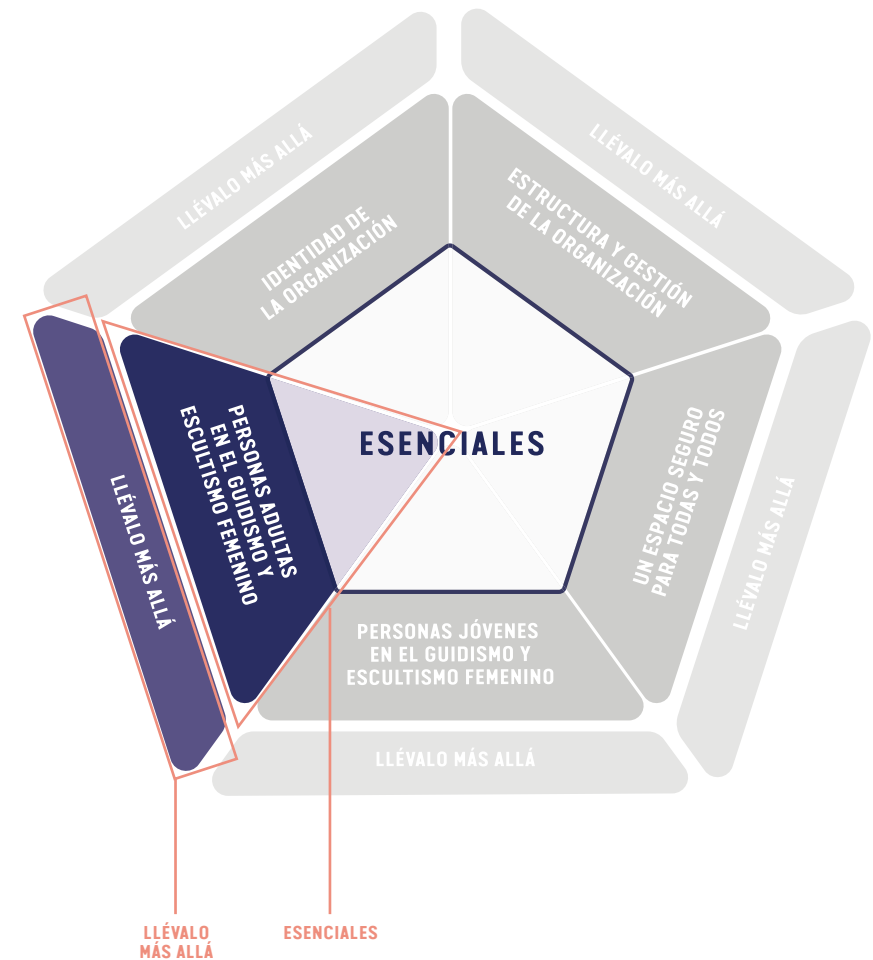 LLÉVALO MÁS ALLÁ
LLÉVALO MÁS ALLÁ
IDENTIDAD DE
LA ORGANIZACIÓN
ESTRUCTURA Y GESTIÓN
DE LA ORGANIZACIÓN
PERSONAS ADULTAS
EN EL GUIDISMO Y
ESCULTISMO FEMENINO
ESENCIALES
UN ESPACIO SEGURO
PARA TODAS Y TODOS
LLÉVALO MÁS ALLÁ
LLÉVALO MÁS ALLÁ
PERSONAS JÓVENES
EN EL GUIDISMO Y
ESCULTISMO FEMENINO
LLÉVALO MÁS ALLÁ
LLÉVALO
MÁS ALLÁ
ESENCIALES